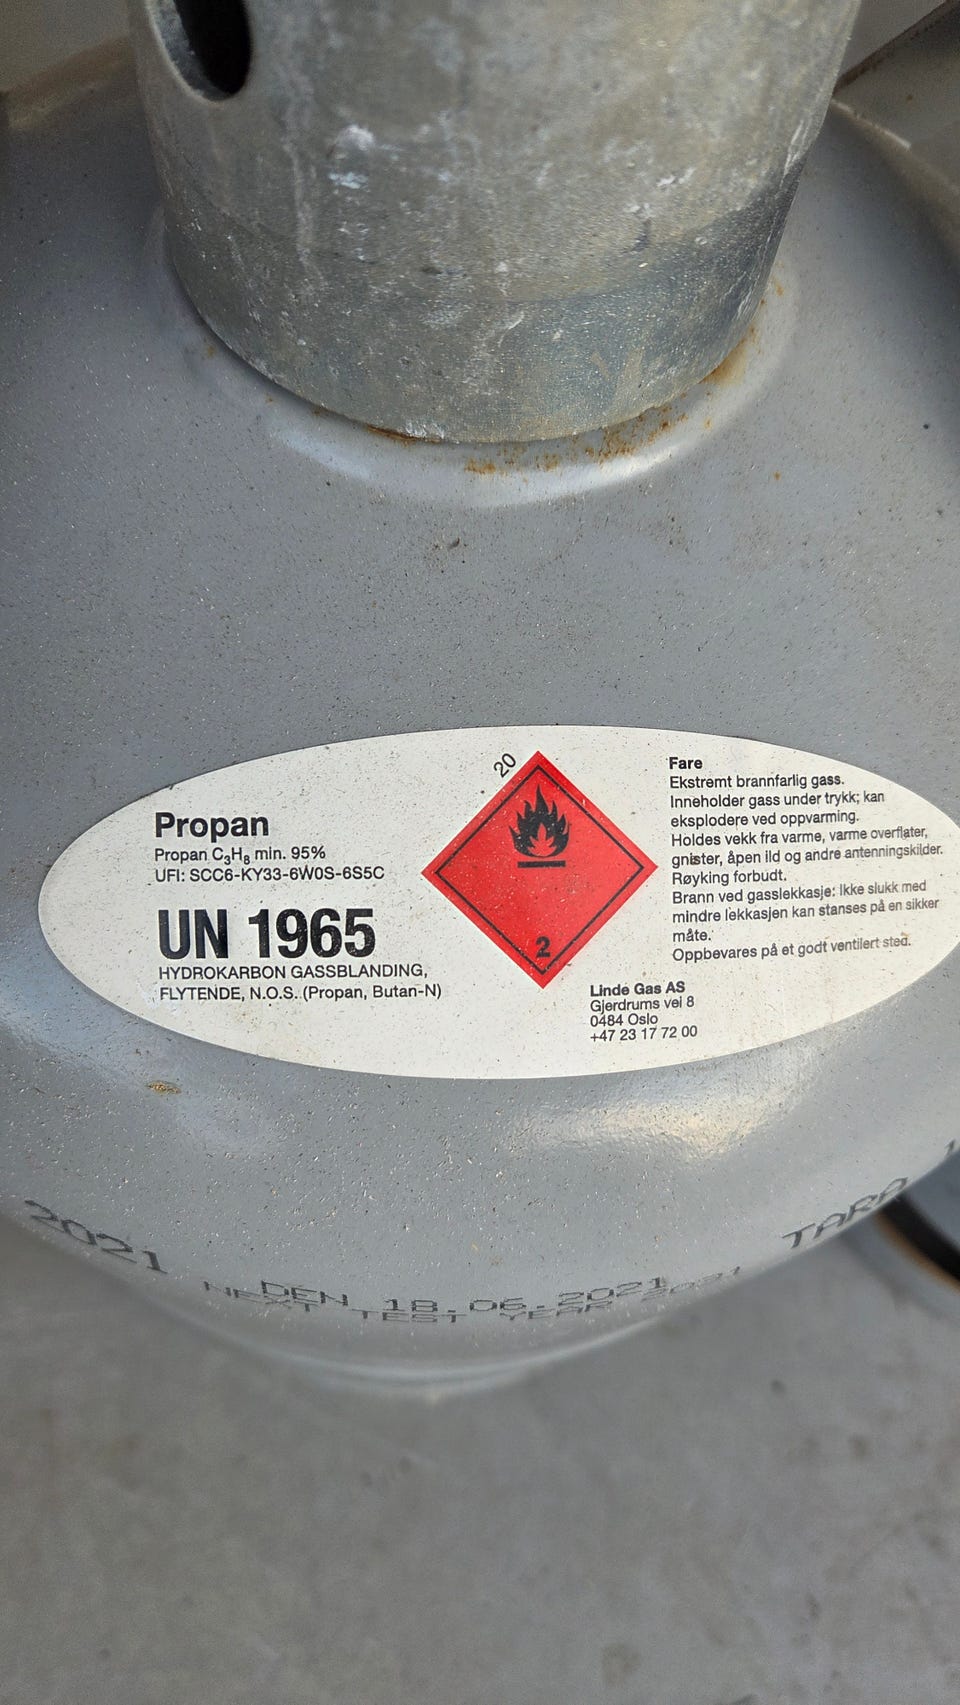 Propan
Propan C₃H₈ min. 95%
UFI: SCC6-KY33-6W0S-6S5C
UN 1965
HYDROKARBON GASSBLANDING,
FLYTENDE, N.O.S. (Propan, Butan-N)
20
2
Fare
Ekstremt brannfarlig gass.
Inneholder gass under trykk; kan
eksplodere ved oppvarming.
Holdes vekk fra varme, varme overflater,
gnister, åpen ild og andre antenningskilder.
Røyking forbudt.
Brann ved gasslekkasje: Ikke slukk med
mindre lekkasjen kan stanses på en sikker
måte.
Oppbevares på et godt ventilert sted.
Linde Gas AS
Gjerdrums vei 8
0484 Oslo
+47 23 17 72 00
2021
DEN 18.06.2021
NEXT TEST YEAR
TARA